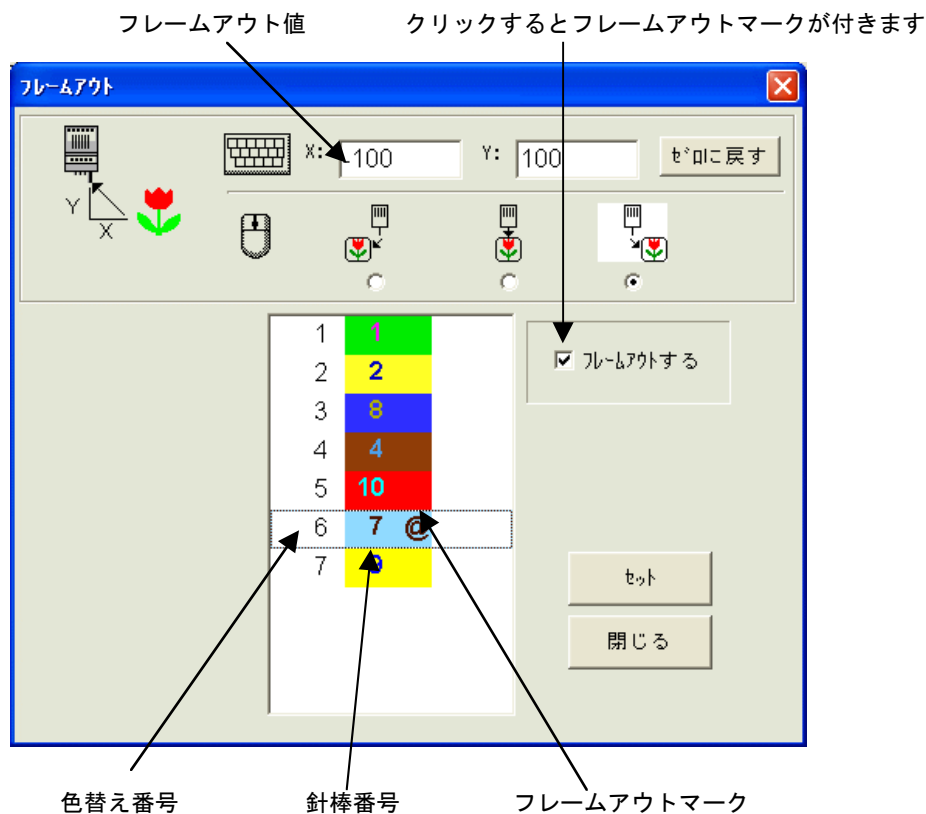 フレームアウト値
クリックするとフレームアウトマークが付きます
ﾌﾚｰﾑｱｳﾄ
X: -100 Y: 100 ｾﾞﾛに戻す
Y
X
1 1
2 2
3 8
4 4
5 10
6 7 @
7 9
ﾌﾚｰﾑｱｳﾄする
ｾｯﾄ
閉じる
色替え番号 針棒番号 フレームアウトマーク